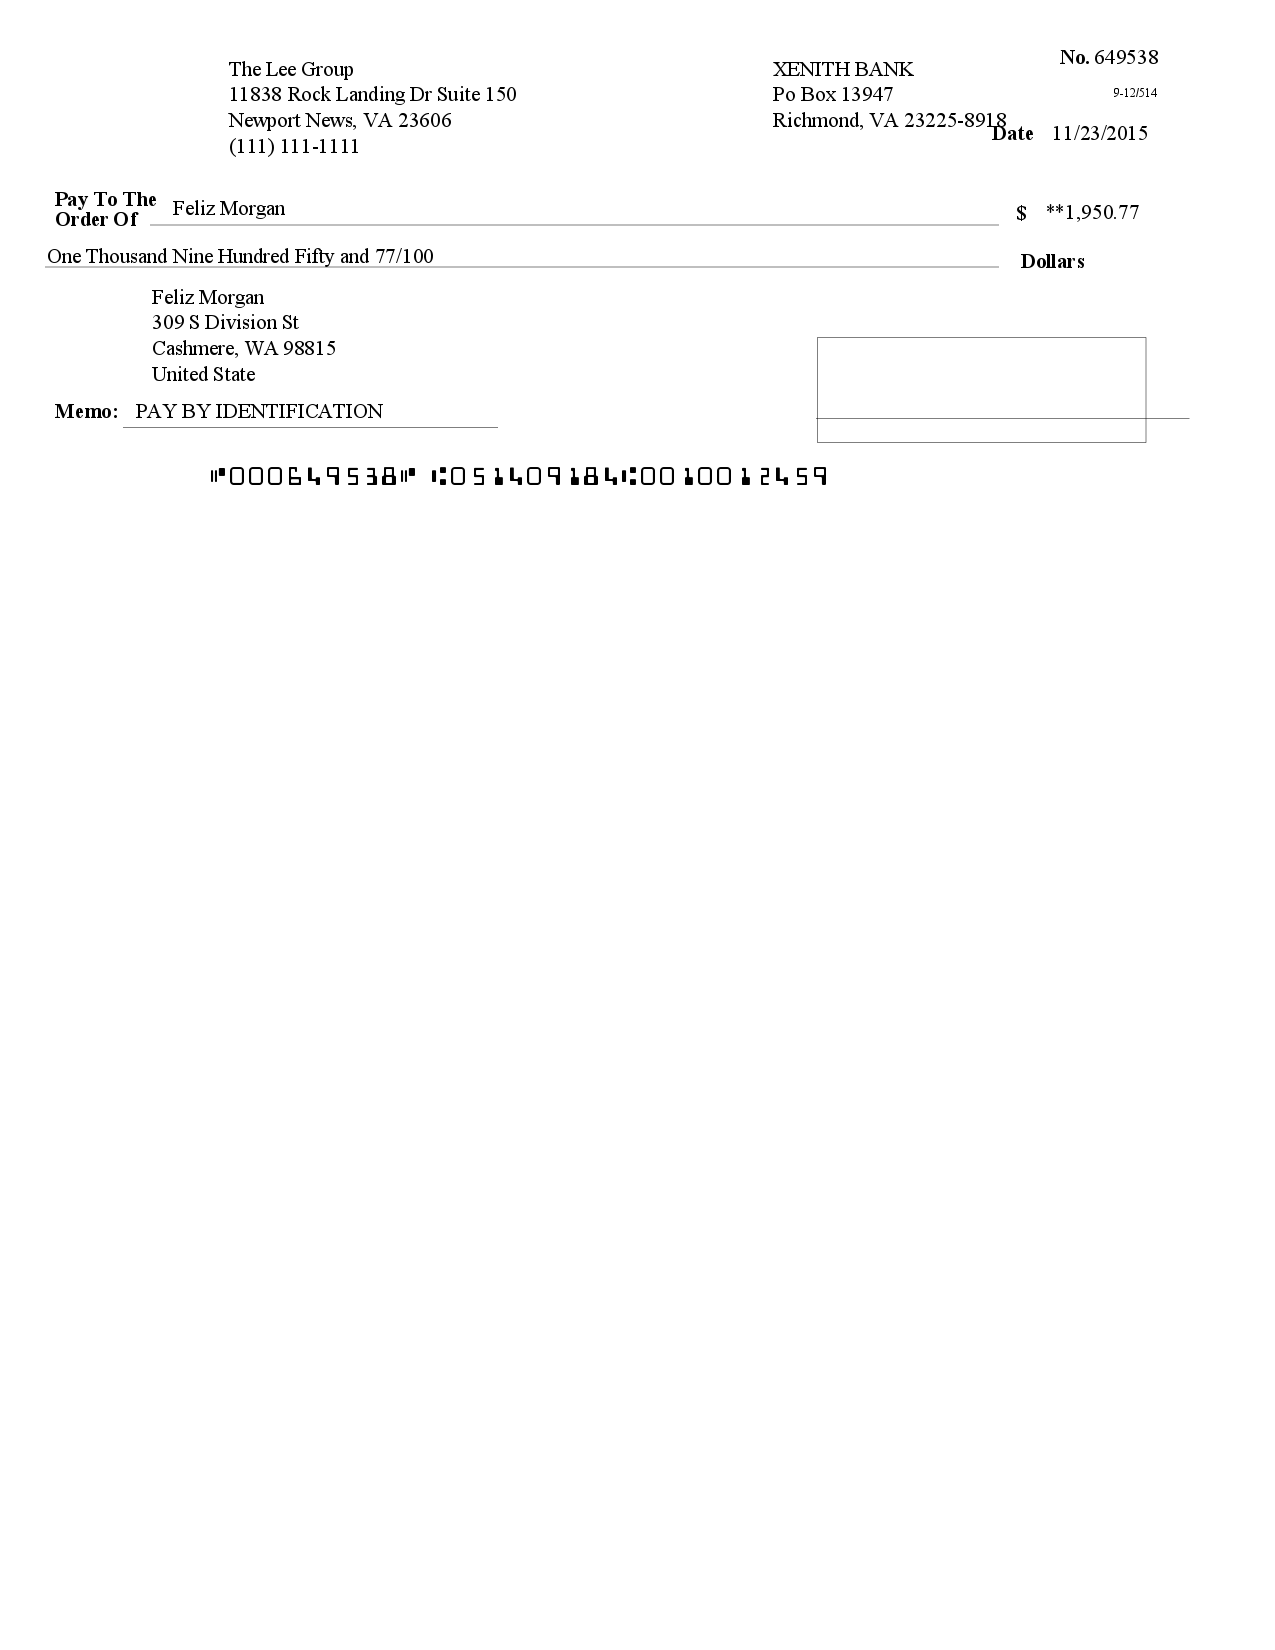 The Lee Group
11838 Rock Landing Dr Suite 150
Newport News, VA 23606
(111) 111-1111
XENITH BANK
Po Box 13947
Richmond, VA 23225-8918
No. 649538
9-12/514
Date 11/23/2015
Pay To The
Order Of Feliz Morgan $ **1,950.77
One Thousand Nine Hundred Fifty and 77/100 Dollars
Feliz Morgan
309 S Division St
Cashmere, WA 98815
United State
Memo: PAY BY IDENTIFICATION
⑈000649538⑈ ⑆051409184⑆001001 2459